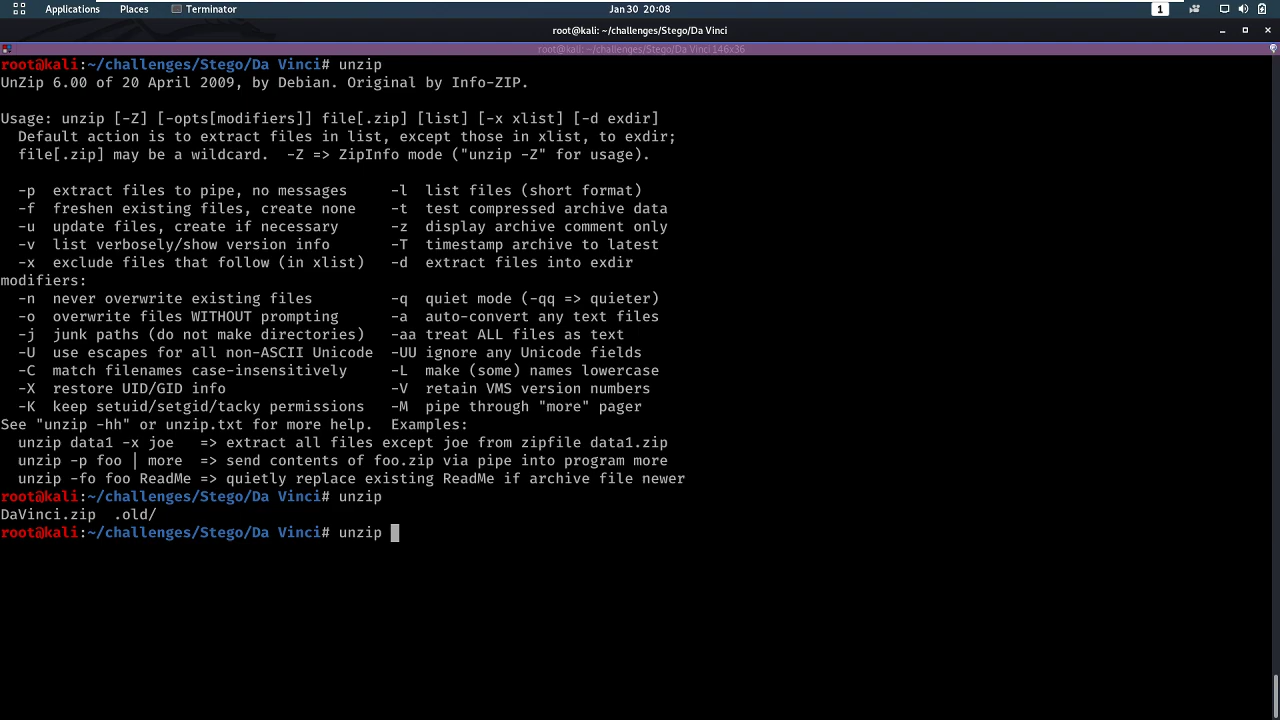 Applications Places Terminator Jan 30 20:08 1
root@kali: ~/challenges/Stego/Da Vinci
root@kali: ~/challenges/Stego/Da Vinci 146x36
root@kali:~/challenges/Stego/Da Vinci# unzip
UnZip 6.00 of 20 April 2009, by Debian. Original by Info-ZIP.
Usage: unzip [-Z] [-opts[modifiers]] file[.zip] [list] [-x xlist] [-d exdir]
  Default action is to extract files in list, except those in xlist, to exdir;
  file[.zip] may be a wildcard.  -Z => ZipInfo mode ("unzip -Z" for usage).
  -p  extract files to pipe, no messages     -l  list files (short format)
  -f  freshen existing files, create none    -t  test compressed archive data
  -u  update files, create if necessary      -z  display archive comment only
  -v  list verbosely/show version info       -T  timestamp archive to latest
  -x  exclude files that follow (in xlist)   -d  extract files into exdir
modifiers:
  -n  never overwrite existing files         -q  quiet mode (-qq => quieter)
  -o  overwrite files WITHOUT prompting      -a  auto-convert any text files
  -j  junk paths (do not make directories)   -aa treat ALL files as text
  -U  use escapes for all non-ASCII Unicode  -UU ignore any Unicode fields
  -C  match filenames case-insensitively     -L  make (some) names lowercase
  -X  restore UID/GID info                   -V  retain VMS version numbers
  -K  keep setuid/setgid/tacky permissions   -M  pipe through "more" pager
See "unzip -hh" or unzip.txt for more help.  Examples:
  unzip data1 -x joe   => extract all files except joe from zipfile data1.zip
  unzip -p foo | more  => send contents of foo.zip via pipe into program more
  unzip -fo foo ReadMe => quietly replace existing ReadMe if archive file newer
root@kali:~/challenges/Stego/Da Vinci# unzip
DaVinci.zip  .old/
root@kali:~/challenges/Stego/Da Vinci# unzip